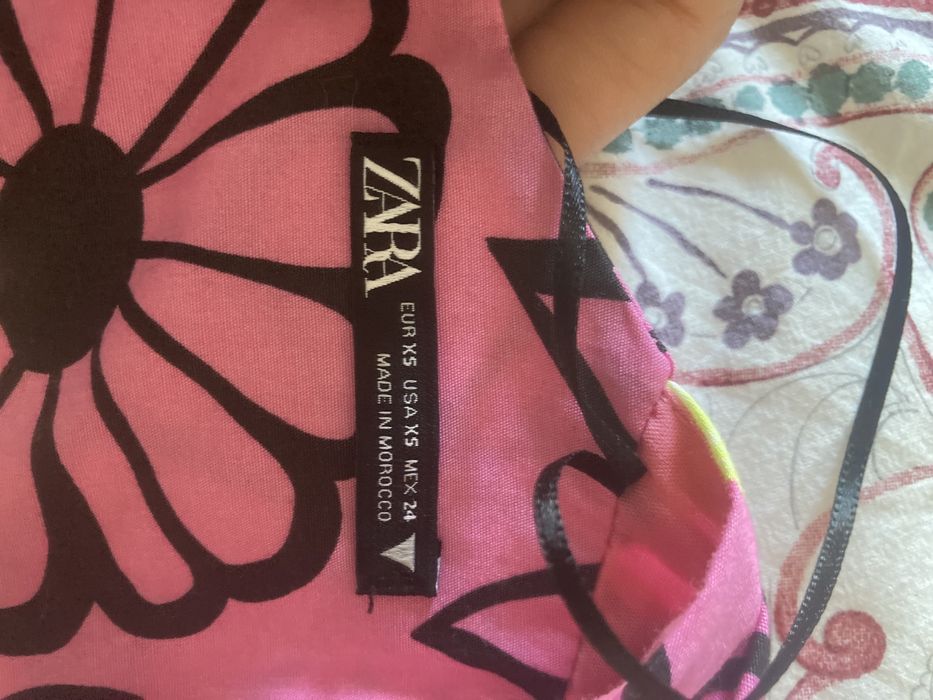 ZARA
EUR XS USA XS MEX 24
MADE IN MOROCCO